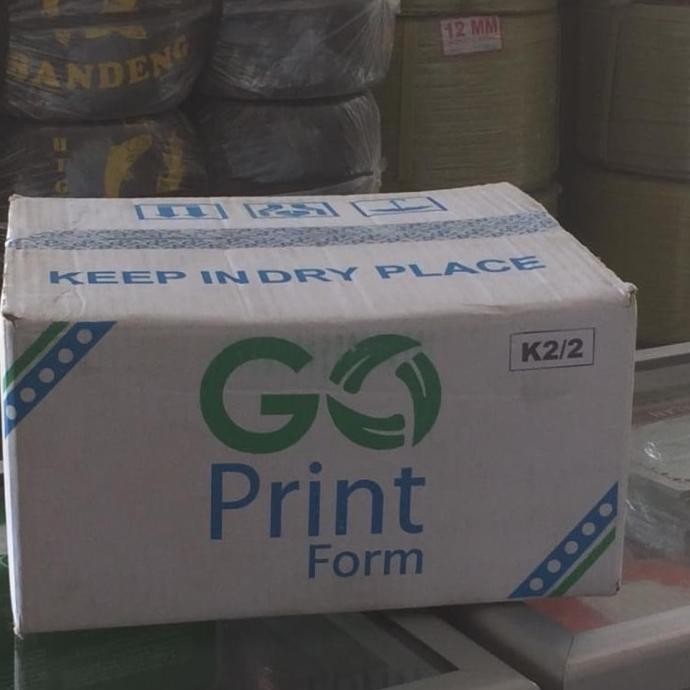 BANDENG
12 MM
KEEP IN DRY PLACE
K2/2
GO
Print
Form